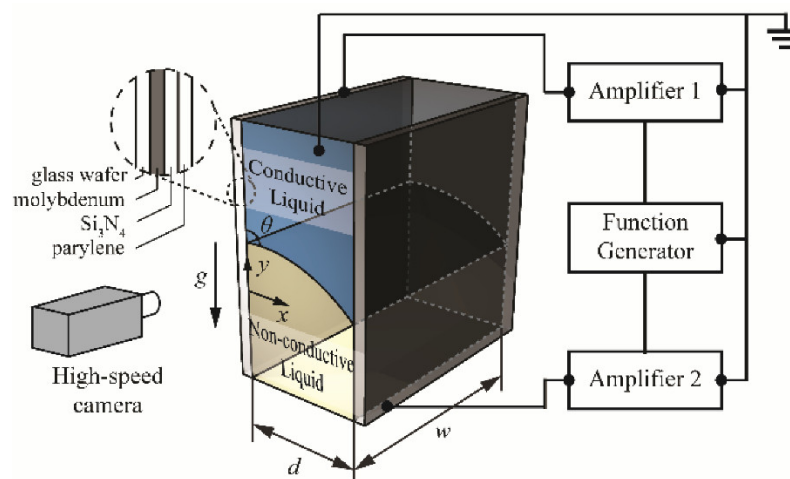 Amplifier 1
glass wafer
molybdenum
Si3N4
parylene
Conductive
Liquid
θ
Function
Generator
g
y
x
Non-conductive
Liquid
High-speed
camera
Amplifier 2
d
w